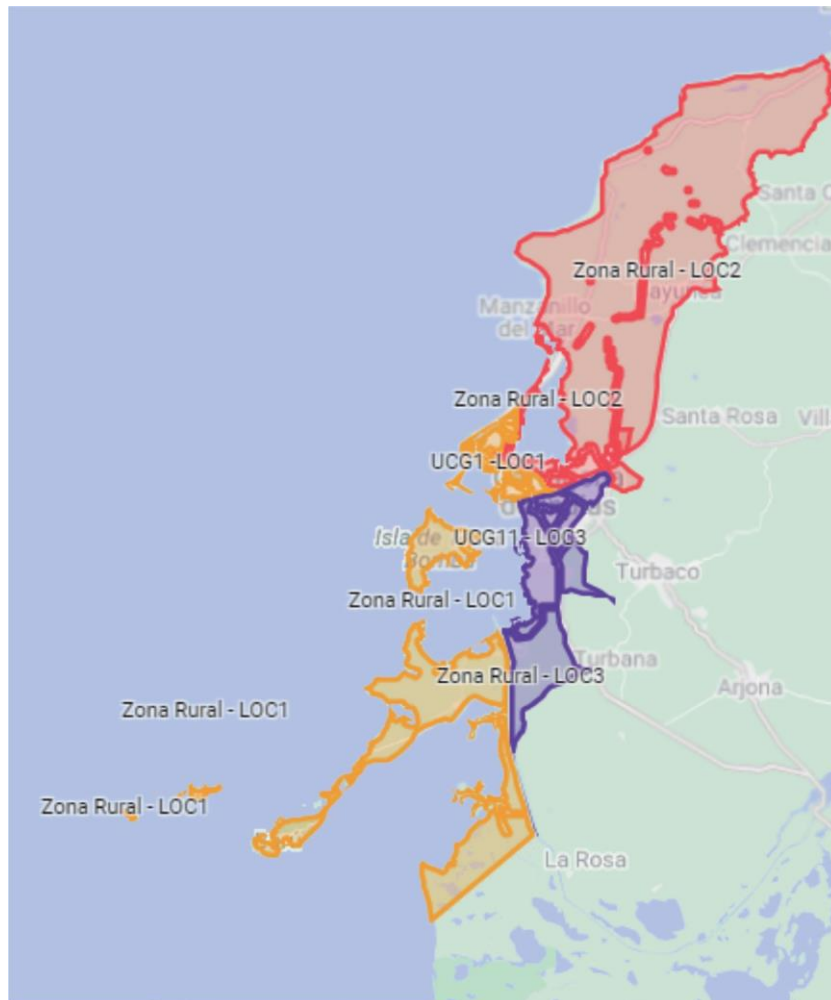 Santa
Clemencia
Zona Rural - LOC2
Manzanillo
del Mar
Zona Rural - LOC2
Santa Rosa
UCG1 -LOC1
Isla de
UCG11 - LOC3
Turbaco
Zona Rural - LOC1
Turbana
Zona Rural - LOC3
Arjona
Zona Rural - LOC1
Zona Rural - LOC1
La Rosa